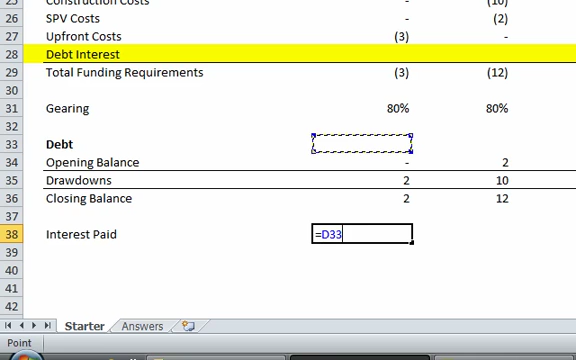 25 Construction Costs - (10)
26 SPV Costs - (2)
27 Upfront Costs (3) -
28 Debt Interest
29 Total Funding Requirements (3) (12)
30
31 Gearing 80% 80%
32
33 Debt
34 Opening Balance - 2
35 Drawdowns 2 10
36 Closing Balance 2 12
37
38 Interest Paid =D33
39
40
41
42
Starter Answers
Point